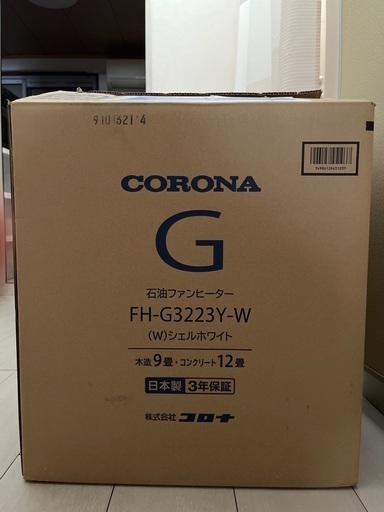 9101621*4
CORONA
G
石油ファンヒーター
FH-G3223Y-W
(W)シェルホワイト
木造9畳・コンクリート12畳
日本製 3年保証
株式会社 コロナ